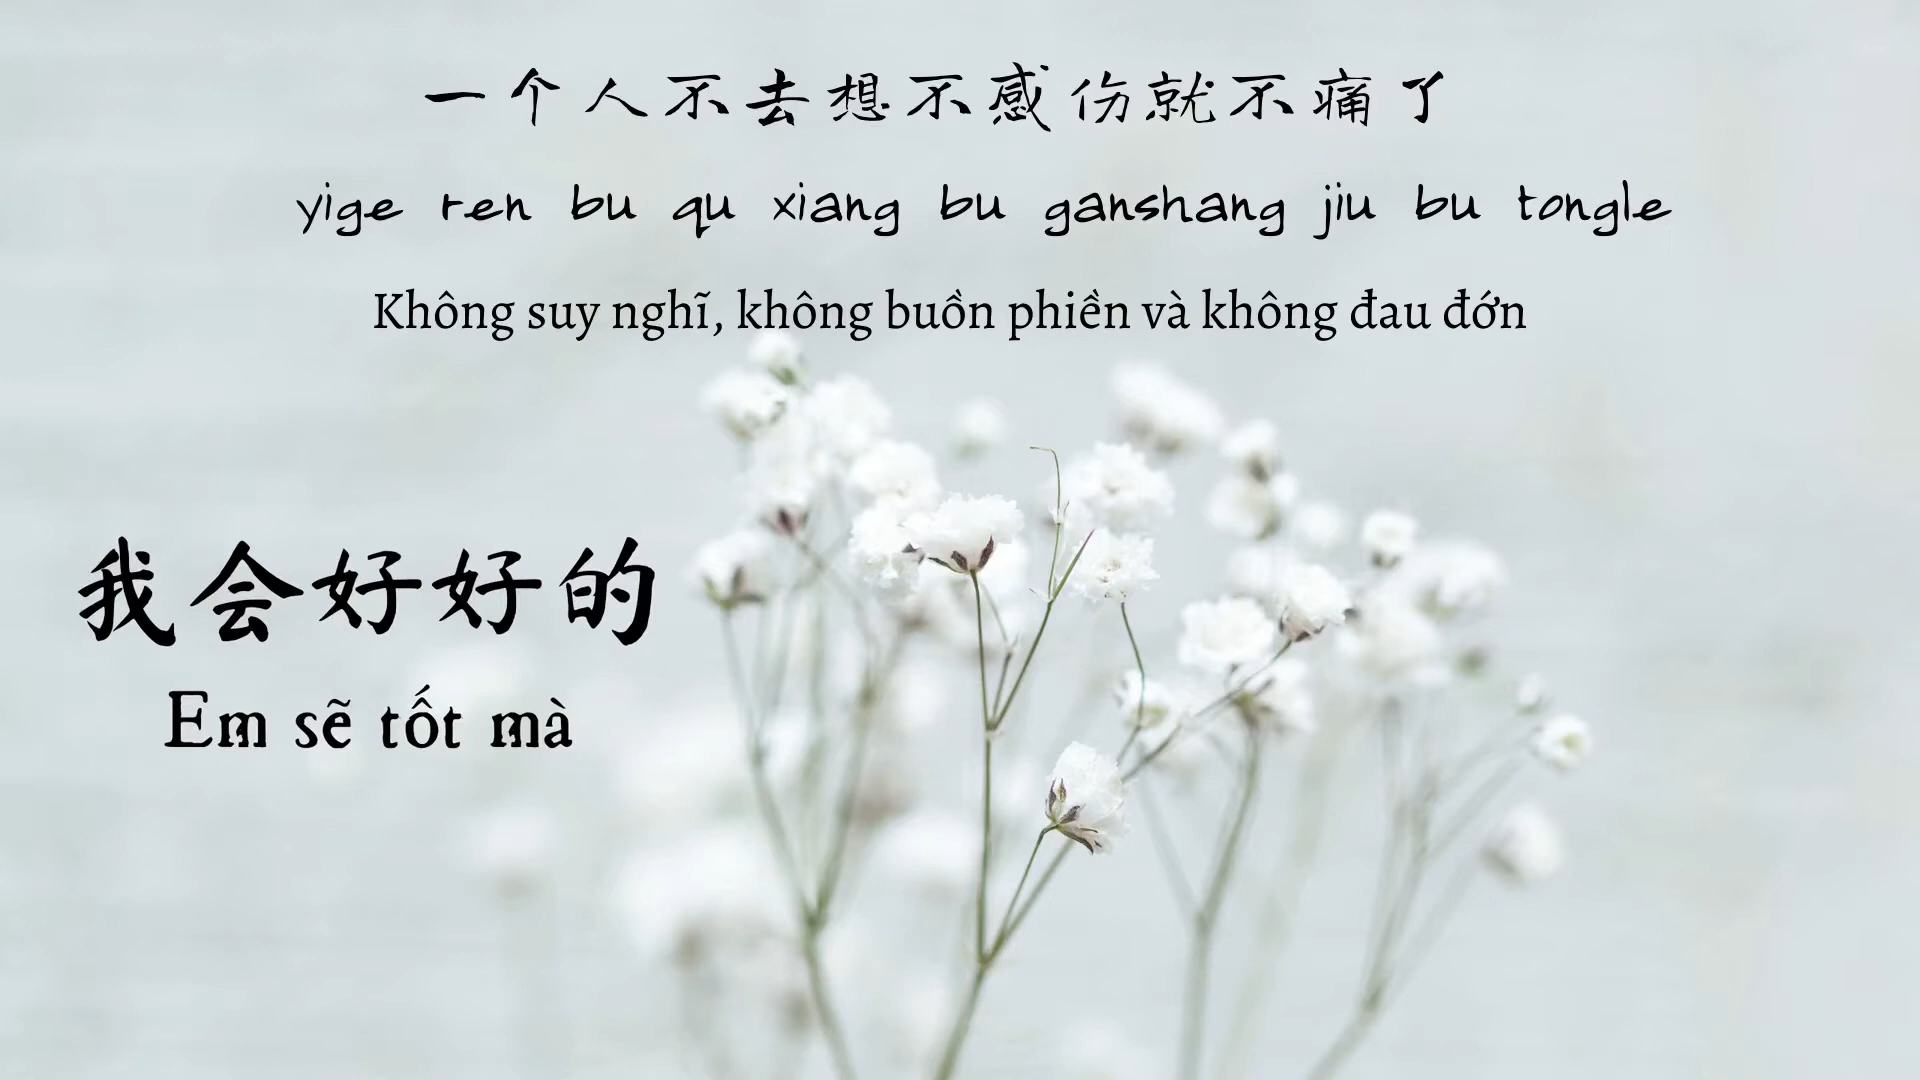 一个人不去想不感伤就不痛了
yige ren bu qu xiang bu ganshang jiu bu tongle
Không suy nghĩ, không buồn phiền và không đau đớn
我会好好的
Em sẽ tốt mà